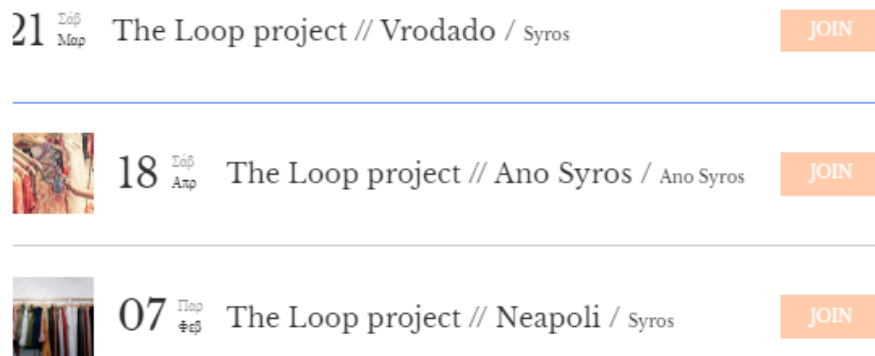 21 Σάβ Μαρ The Loop project // Vrodado / Syros JOIN
18 Σάβ Απρ The Loop project // Ano Syros / Ano Syros JOIN
07 Παρ Φεβ The Loop project // Neapoli / Syros JOIN